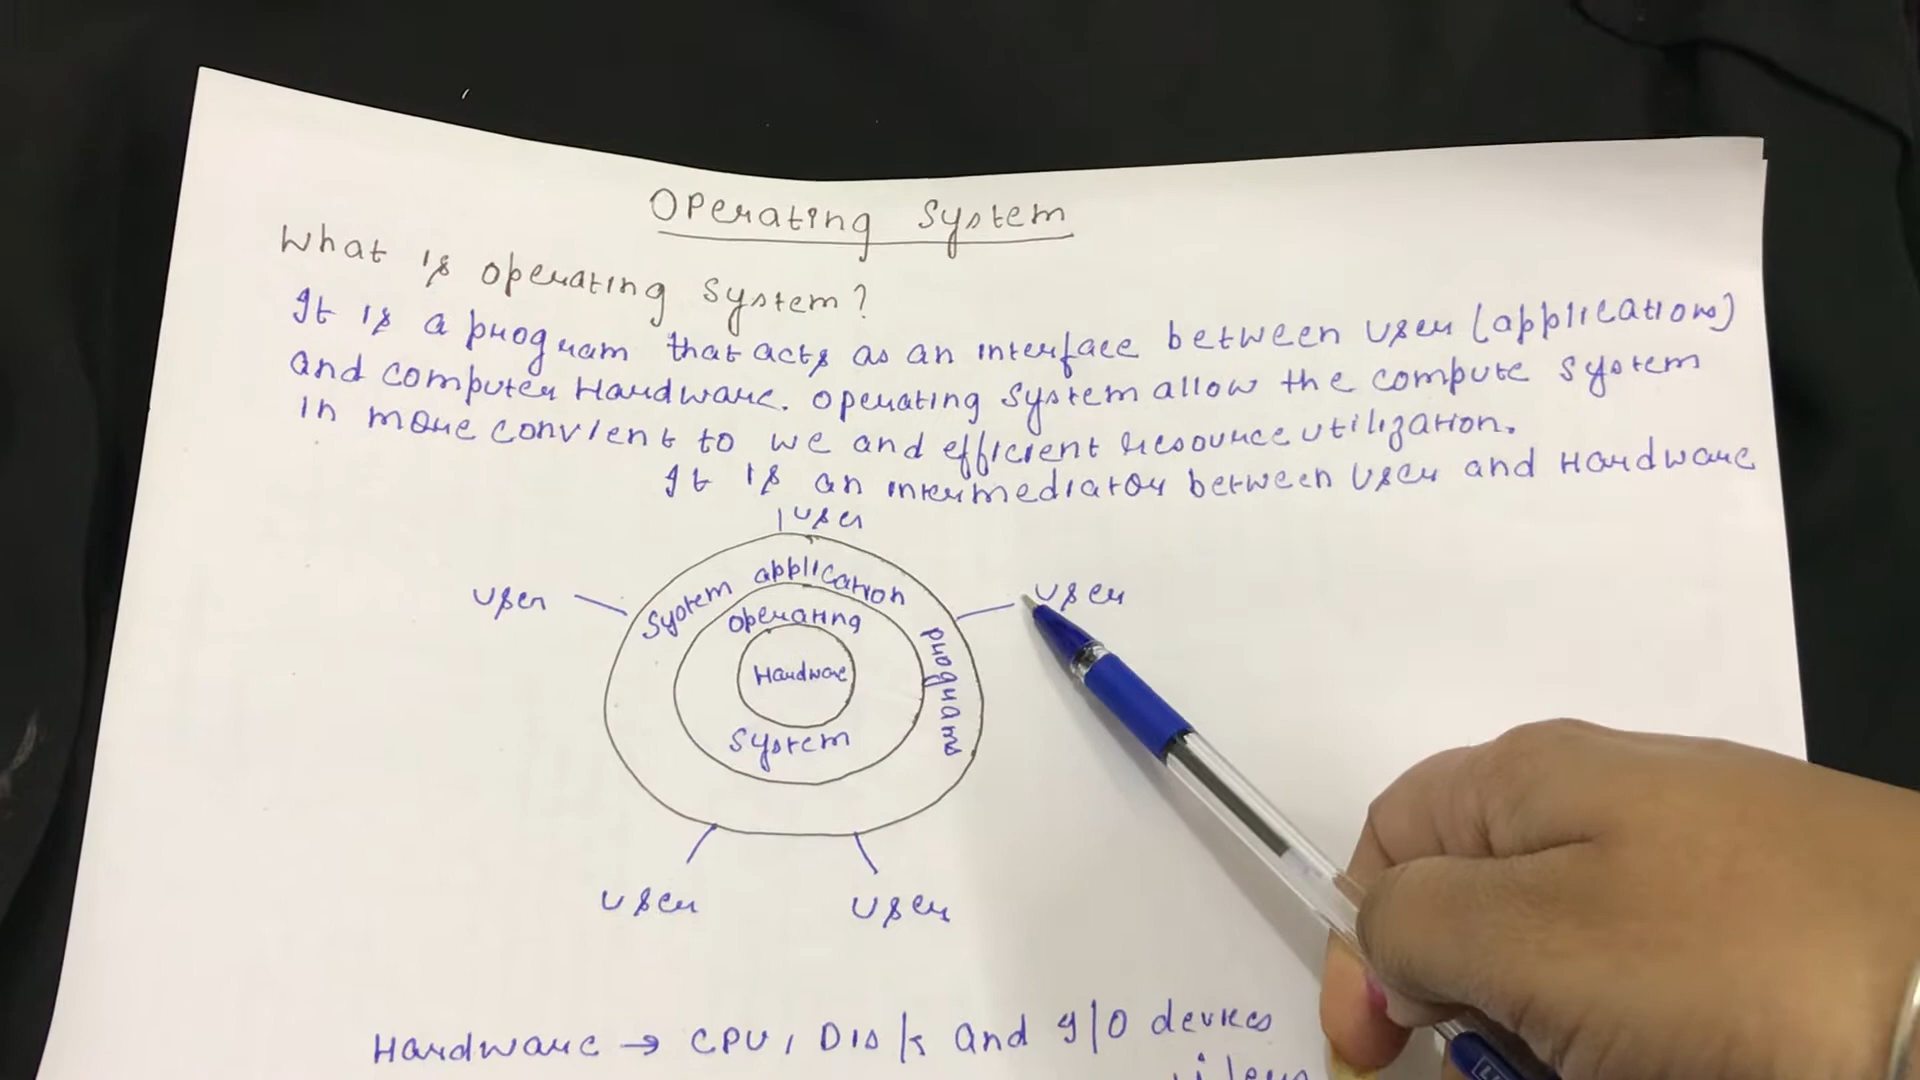 Operating System
What is operating system?
It is a program that acts as an interface between user (applications)
and computer Hardware. operating system allow the compute system
in more convient to we and efficient resource utilization.
It is an intermediator between user and Hardware
user
user
user
System application programs
operating
Hardware
System
user
user
Hardware → CPU, Disk and I/O devices